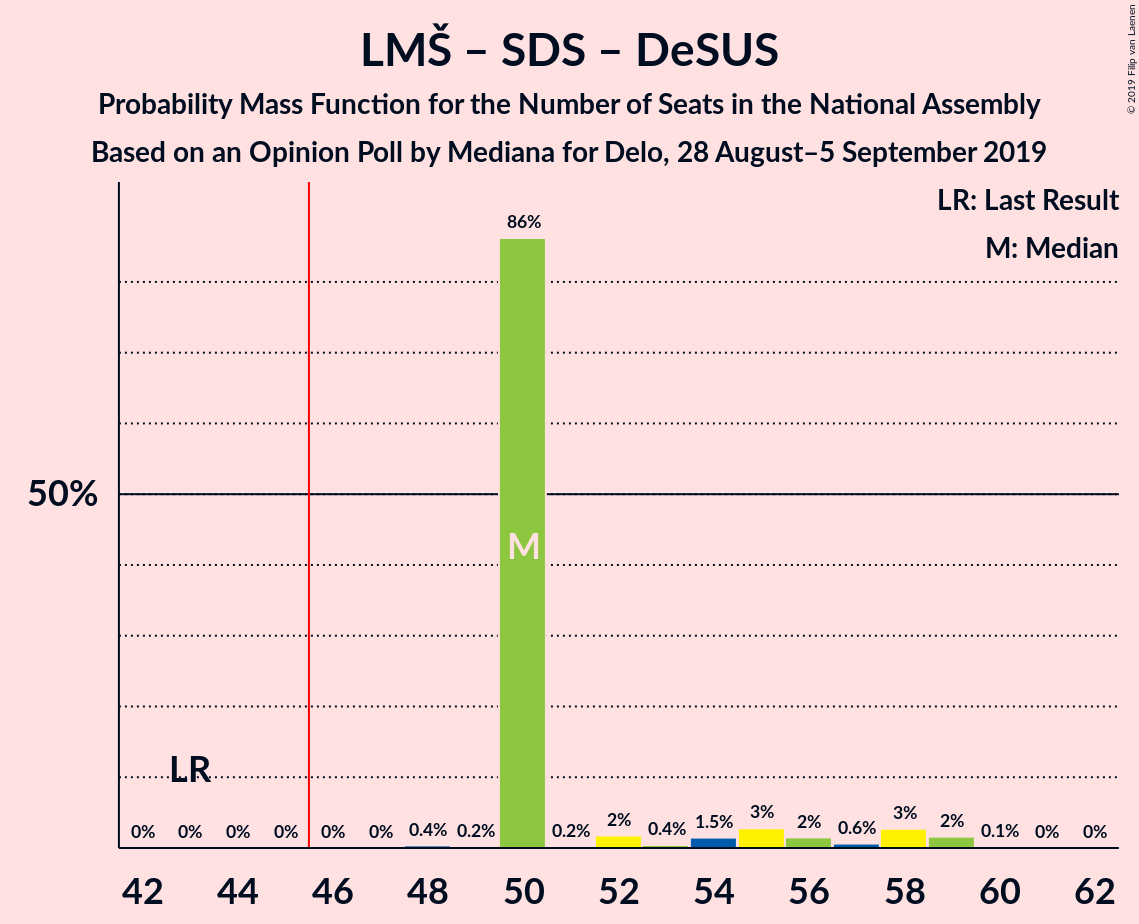 LMŠ – SDS – DeSUS
Probability Mass Function for the Number of Seats in the National Assembly
Based on an Opinion Poll by Mediana for Delo, 28 August–5 September 2019
© 2019 Filip van Laenen
LR: Last Result
M: Median
86%
50%
M
LR
0% 0% 0% 0% 0% 0% 0.4% 0.2% 0.2% 2% 0.4% 1.5% 3% 2% 0.6% 3% 2% 0.1% 0% 0%
42 44 46 48 50 52 54 56 58 60 62